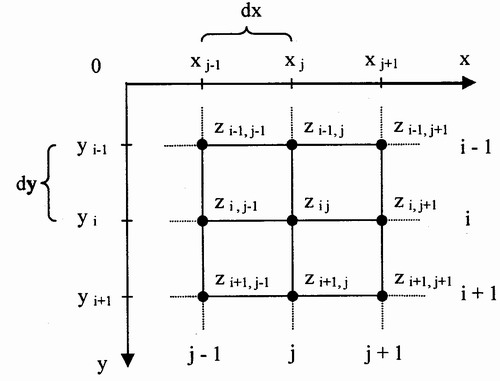 dx
0 x j-1 x j x j+1 x
z i-1, j-1 z i-1, j z i-1, j+1
y i-1 i - 1
dy
z i, j-1 z i j z i, j+1
y i i
z i+1, j-1 z i+1, j z i+1, j+1
y i+1 i + 1
y j - 1 j j + 1